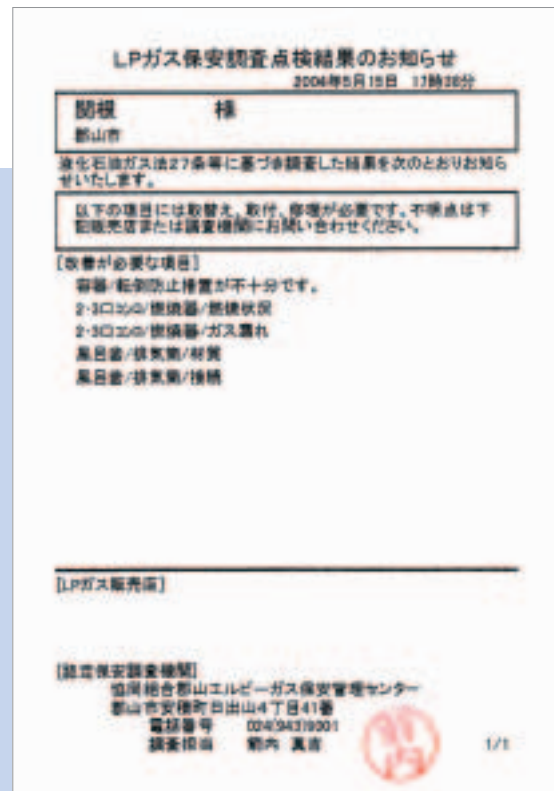 LPガス保安調査点検結果のお知らせ
2004年5月15日 17時38分
関根 様
郡山市
液化石油ガス法27条等に基づき調査した結果を次のとおりお知ら
せいたします。
以下の項目には取替え、取付、修理が必要です。不明点は下
記販売店または調査機関にお問い合わせください。
[改善が必要な項目]
容器/転倒防止措置が不十分です。
2・3口コンロ/燃焼器/燃焼状況
2・3口コンロ/燃焼器/ガス漏れ
風呂釜/排気筒/材質
風呂釜/排気筒/接続
[LPガス販売店]
[認定保安調査機関]
協同組合郡山エルピーガス保安管理センター
郡山市安積町日出山4丁目41番
電話番号 024(943)9001
調査担当 真吉
1/1